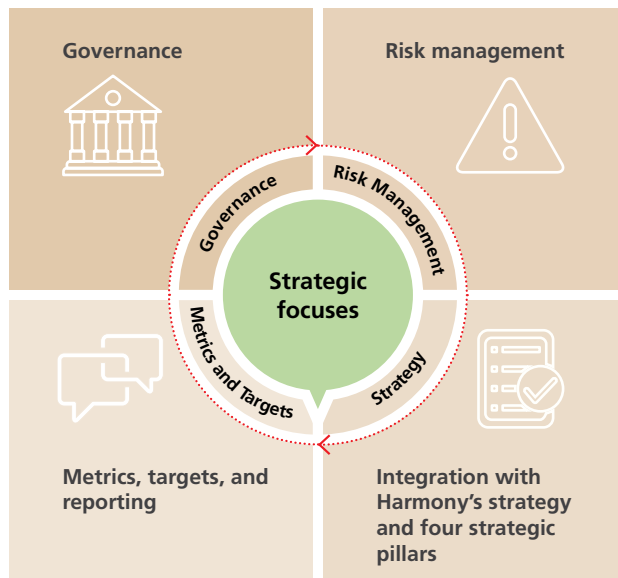 Governance
Risk management
Governance
Risk Management
Strategic
focuses
Metrics and Targets
Strategy
Metrics, targets, and
reporting
Integration with
Harmony’s strategy
and four strategic
pillars